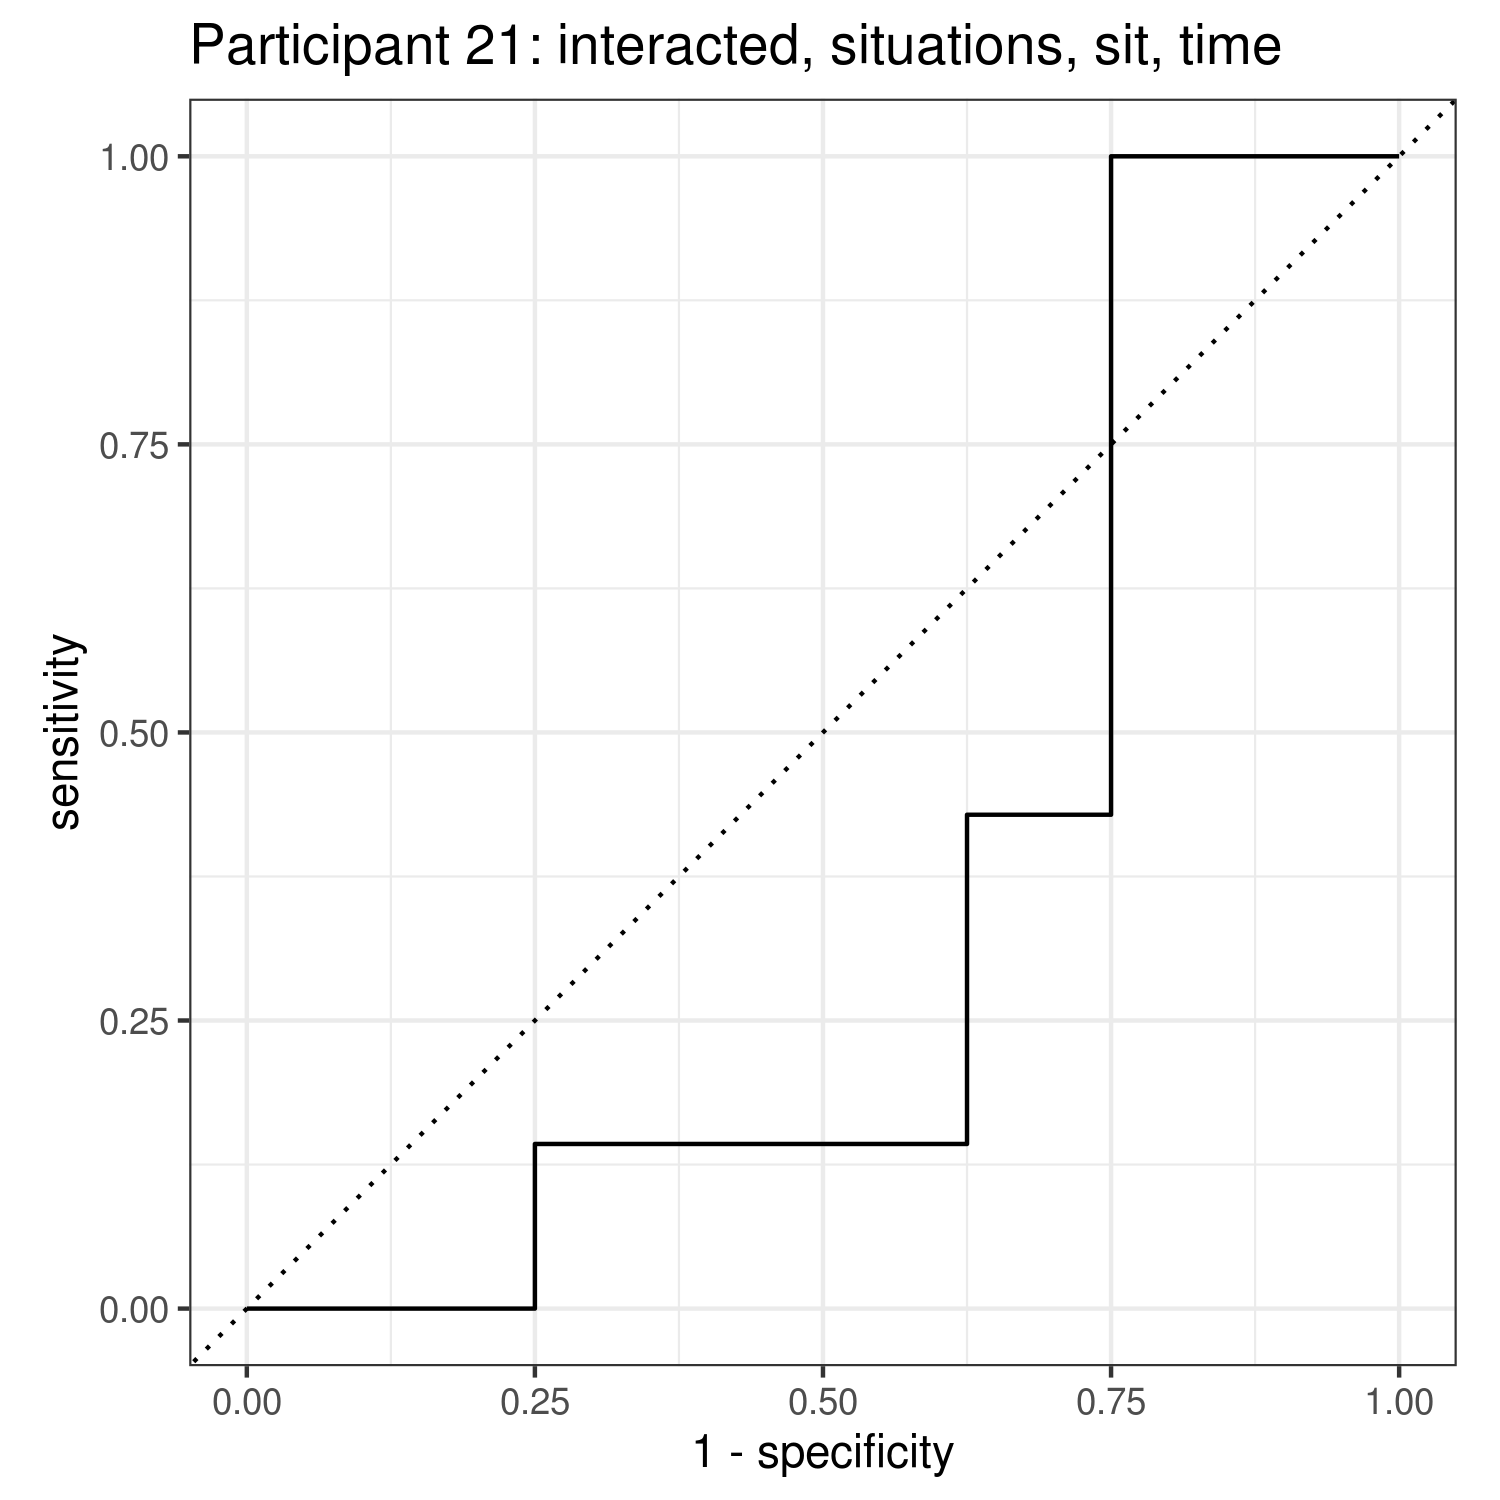 Participant 21: interacted, situations, sit, time
1.00
0.75
0.50
0.25
0.00
sensitivity
0.00 0.25 0.50 0.75 1.00
1 - specificity